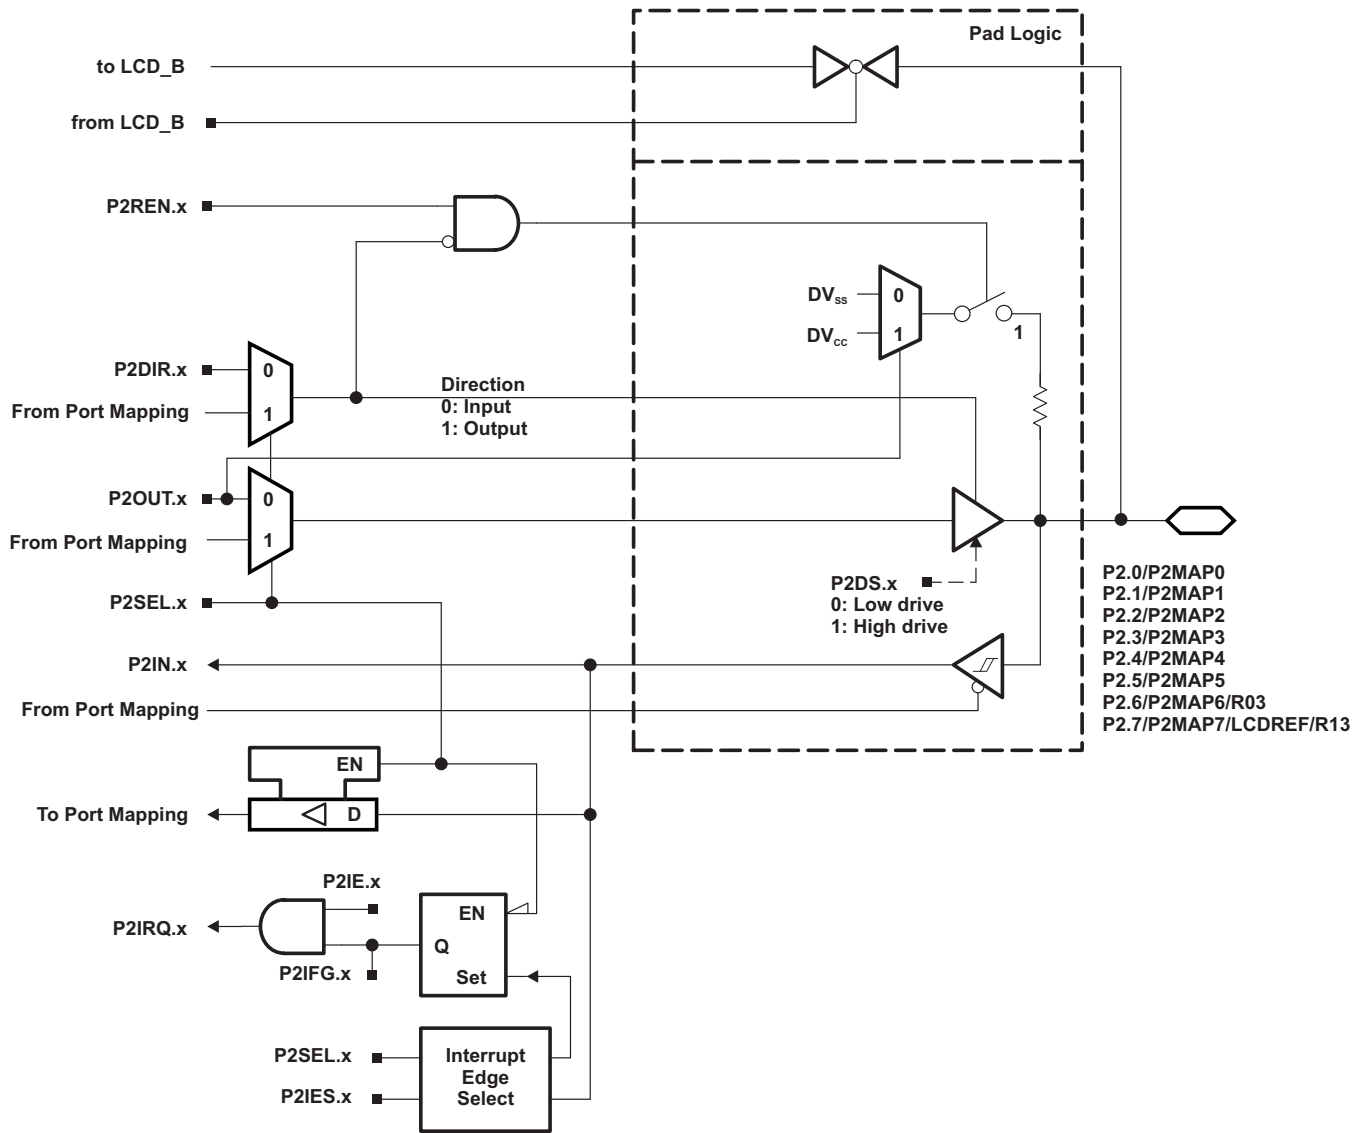 Pad Logic
to LCD_B
from LCD_B
P2REN.x
DVSS
0
DVCC
1
1
P2DIR.x
0
From Port Mapping
1
Direction
0: Input
1: Output
P2OUT.x
0
From Port Mapping
1
P2SEL.x
P2DS.x
0: Low drive
1: High drive
P2.0/P2MAP0
P2.1/P2MAP1
P2.2/P2MAP2
P2.3/P2MAP3
P2.4/P2MAP4
P2.5/P2MAP5
P2.6/P2MAP6/R03
P2.7/P2MAP7/LCDREF/R13
P2IN.x
From Port Mapping
EN
To Port Mapping
D
P2IE.x
P2IRQ.x
EN
Q
P2IFG.x
Set
P2SEL.x
P2IES.x
Interrupt
Edge
Select